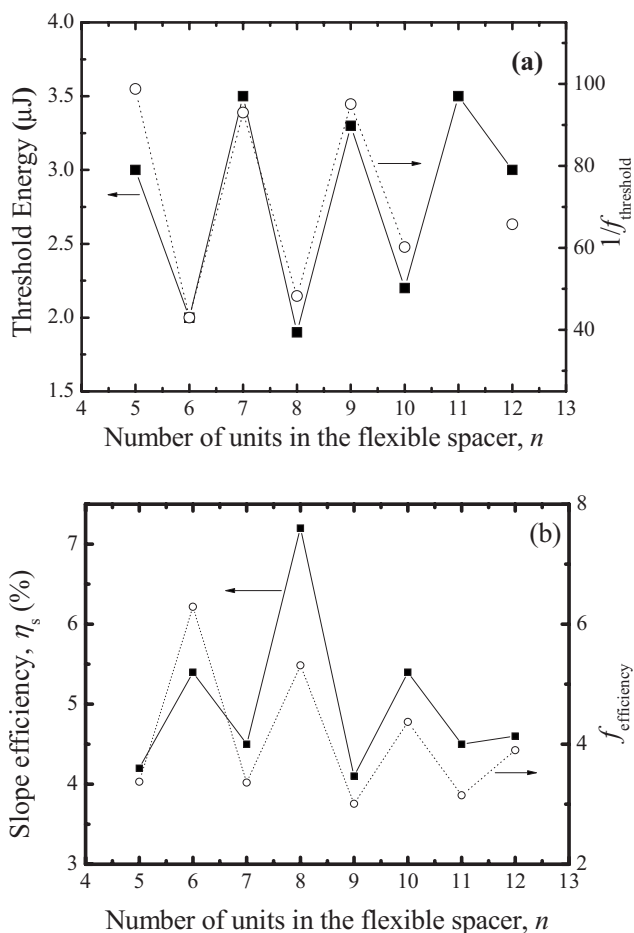 4.0
3.5
3.0
2.5
2.0
1.5
Threshold Energy (μJ)
(a)
100
80
60
40
1/f_threshold
4 5 6 7 8 9 10 11 12 13
Number of units in the flexible spacer, n
7
6
5
4
3
Slope efficiency, η_s (%)
(b)
8
6
4
2
f_efficiency
4 5 6 7 8 9 10 11 12 13
Number of units in the flexible spacer, n